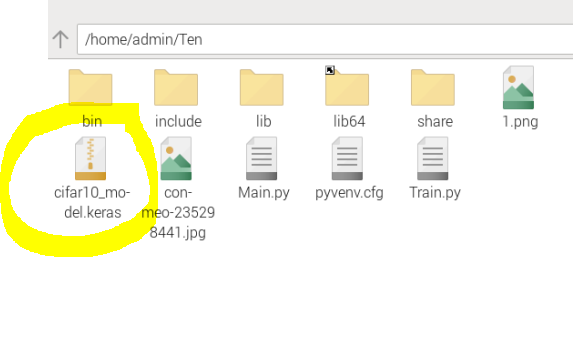 /home/admin/Ten
bin include lib lib64 share 1.png
cifar10_mo-
del.keras
con-
meo-23529
8441.jpg
Main.py pyvenv.cfg Train.py